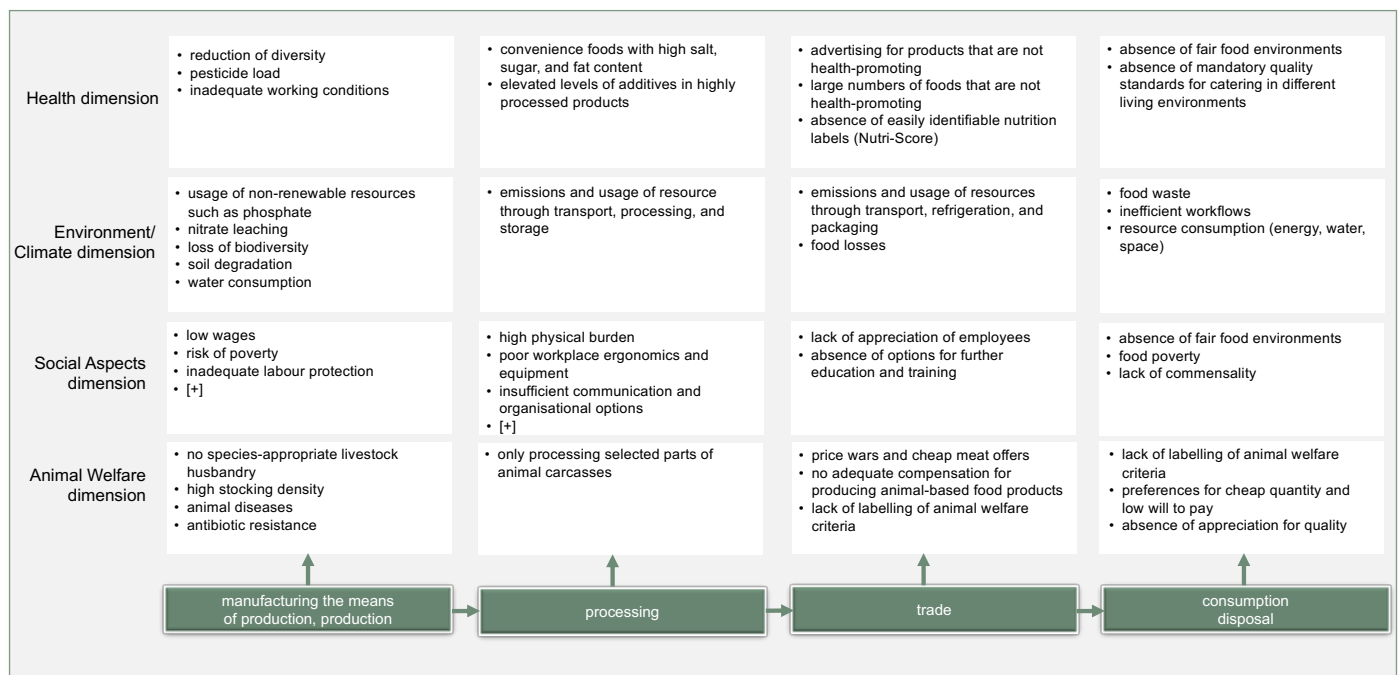 Health dimension
• reduction of diversity
• pesticide load
• inadequate working conditions
• convenience foods with high salt,
sugar, and fat content
• elevated levels of additives in highly
processed products
• advertising for products that are not
health-promoting
• large numbers of foods that are not
health-promoting
• absence of easily identifiable nutrition
labels (Nutri-Score)
• absence of fair food environments
• absence of mandatory quality
standards for catering in different
living environments
Environment/
Climate dimension
• usage of non-renewable resources
such as phosphate
• nitrate leaching
• loss of biodiversity
• soil degradation
• water consumption
• emissions and usage of resource
through transport, processing, and
storage
• emissions and usage of resources
through transport, refrigeration, and
packaging
• food losses
• food waste
• inefficient workflows
• resource consumption (energy, water,
space)
Social Aspects
dimension
• low wages
• risk of poverty
• inadequate labour protection
• [+]
• high physical burden
• poor workplace ergonomics and
equipment
• insufficient communication and
organisational options
• [+]
• lack of appreciation of employees
• absence of options for further
education and training
• absence of fair food environments
• food poverty
• lack of commensality
Animal Welfare
dimension
• no species-appropriate livestock
husbandry
• high stocking density
• animal diseases
• antibiotic resistance
• only processing selected parts of
animal carcasses
• price wars and cheap meat offers
• no adequate compensation for
producing animal-based food products
• lack of labelling of animal welfare
criteria
• lack of labelling of animal welfare
criteria
• preferences for cheap quantity and
low will to pay
• absence of appreciation for quality
manufacturing the means
of production, production
processing
trade
consumption
disposal